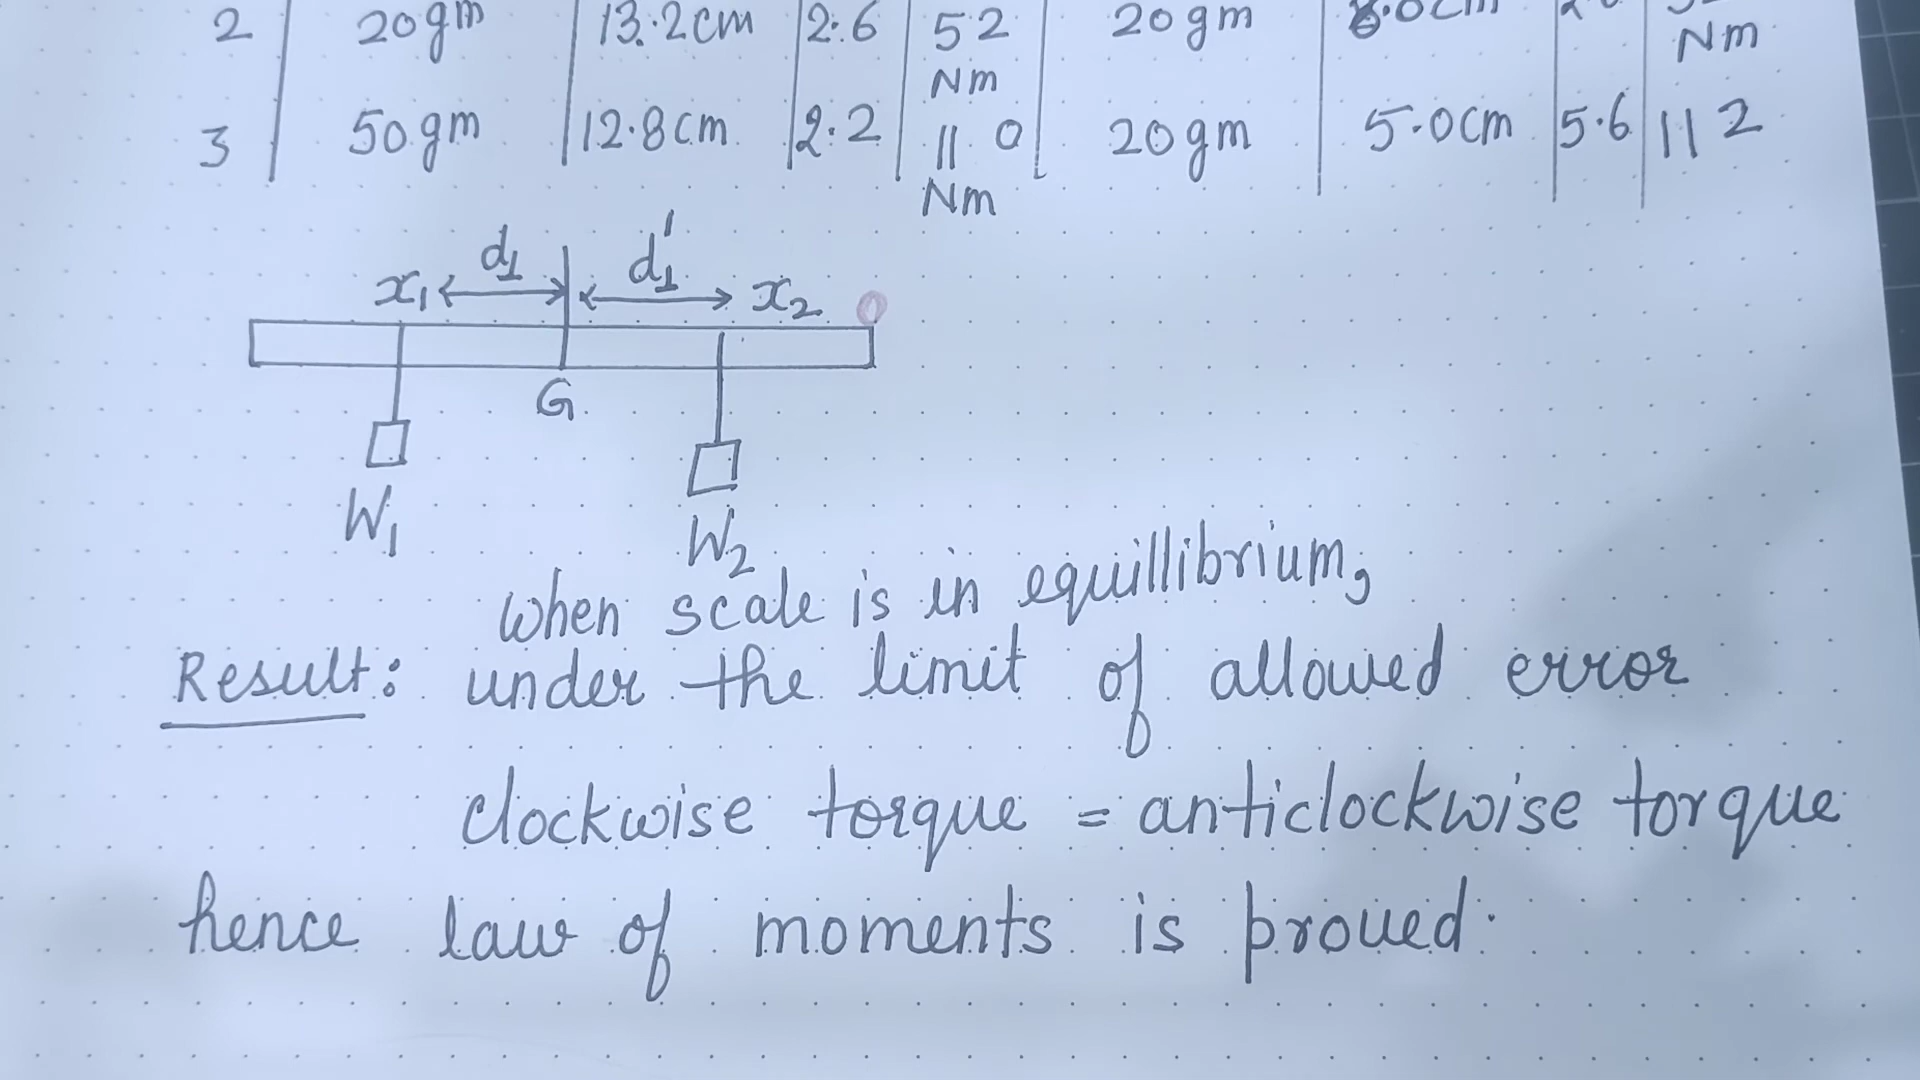 2 20gm 13.2cm 2.6 52 Nm 20gm Nm
3 50gm 12.8cm 2.2 110 Nm 20gm 5.0cm 5.6 112
d1 d1'
x1 x2
G
W1 W2
when scale is in equillibrium,
Result: under the limit of allowed error
clockwise torque = anticlockwise torque
hence law of moments is proved.